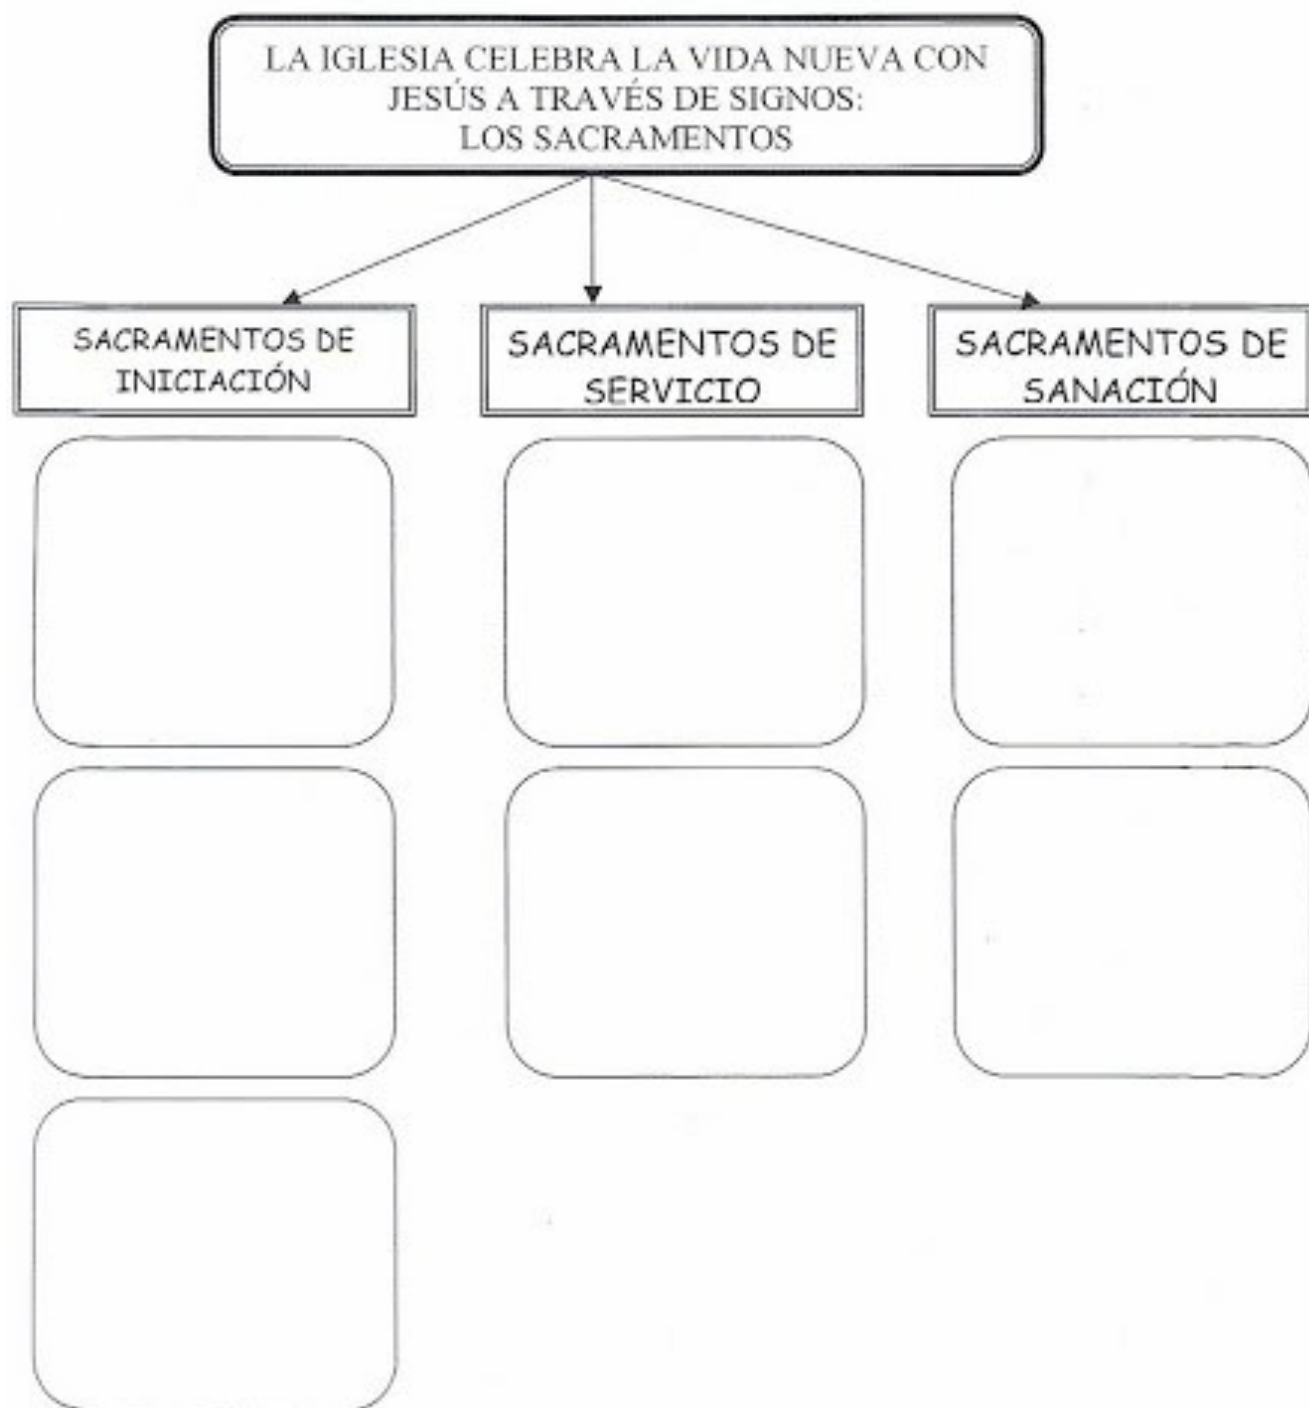 LA IGLESIA CELEBRA LA VIDA NUEVA CON
JESÚS A TRAVÉS DE SIGNOS:
LOS SACRAMENTOS
SACRAMENTOS DE
INICIACIÓN
SACRAMENTOS DE
SERVICIO
SACRAMENTOS DE
SANACIÓN